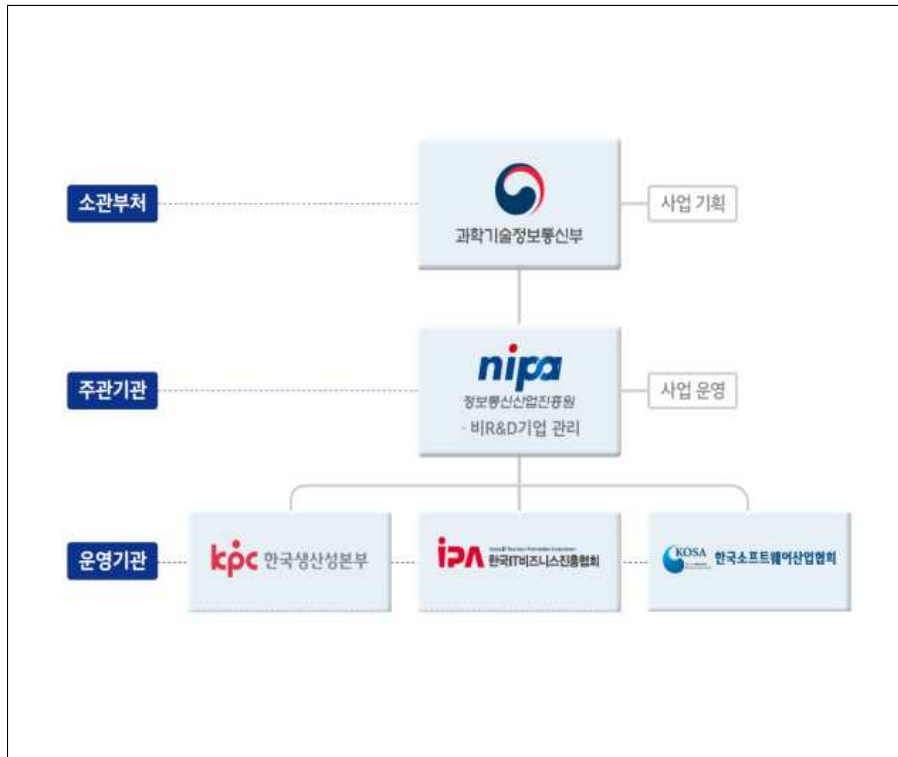 소관부처
과학기술정보통신부
사업 기획
주관기관
nipa
정보통신산업진흥원
· 비R&D기업 관리
사업 운영
운영기관
kpc 한국생산성본부
iPA 한국IT비즈니스진흥협회
KOSA 한국소프트웨어산업협회